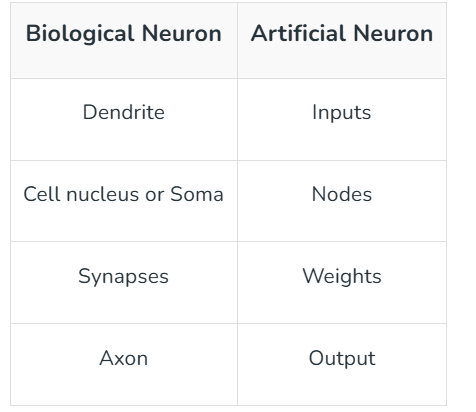 Biological Neuron Artificial Neuron
Dendrite Inputs
Cell nucleus or Soma Nodes
Synapses Weights
Axon Output